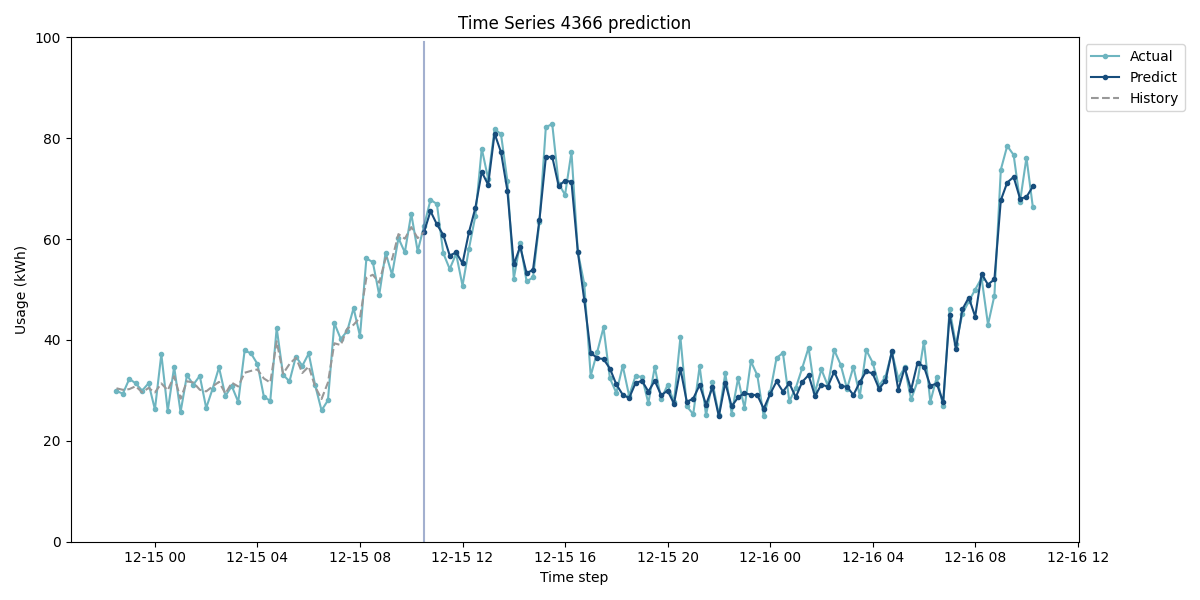 Time Series 4366 prediction
Usage (kWh)
100
80
60
40
20
0
12-15 00
12-15 04
12-15 08
12-15 12
12-15 16
12-15 20
12-16 00
12-16 04
12-16 08
12-16 12
Time step
Actual
Predict
History